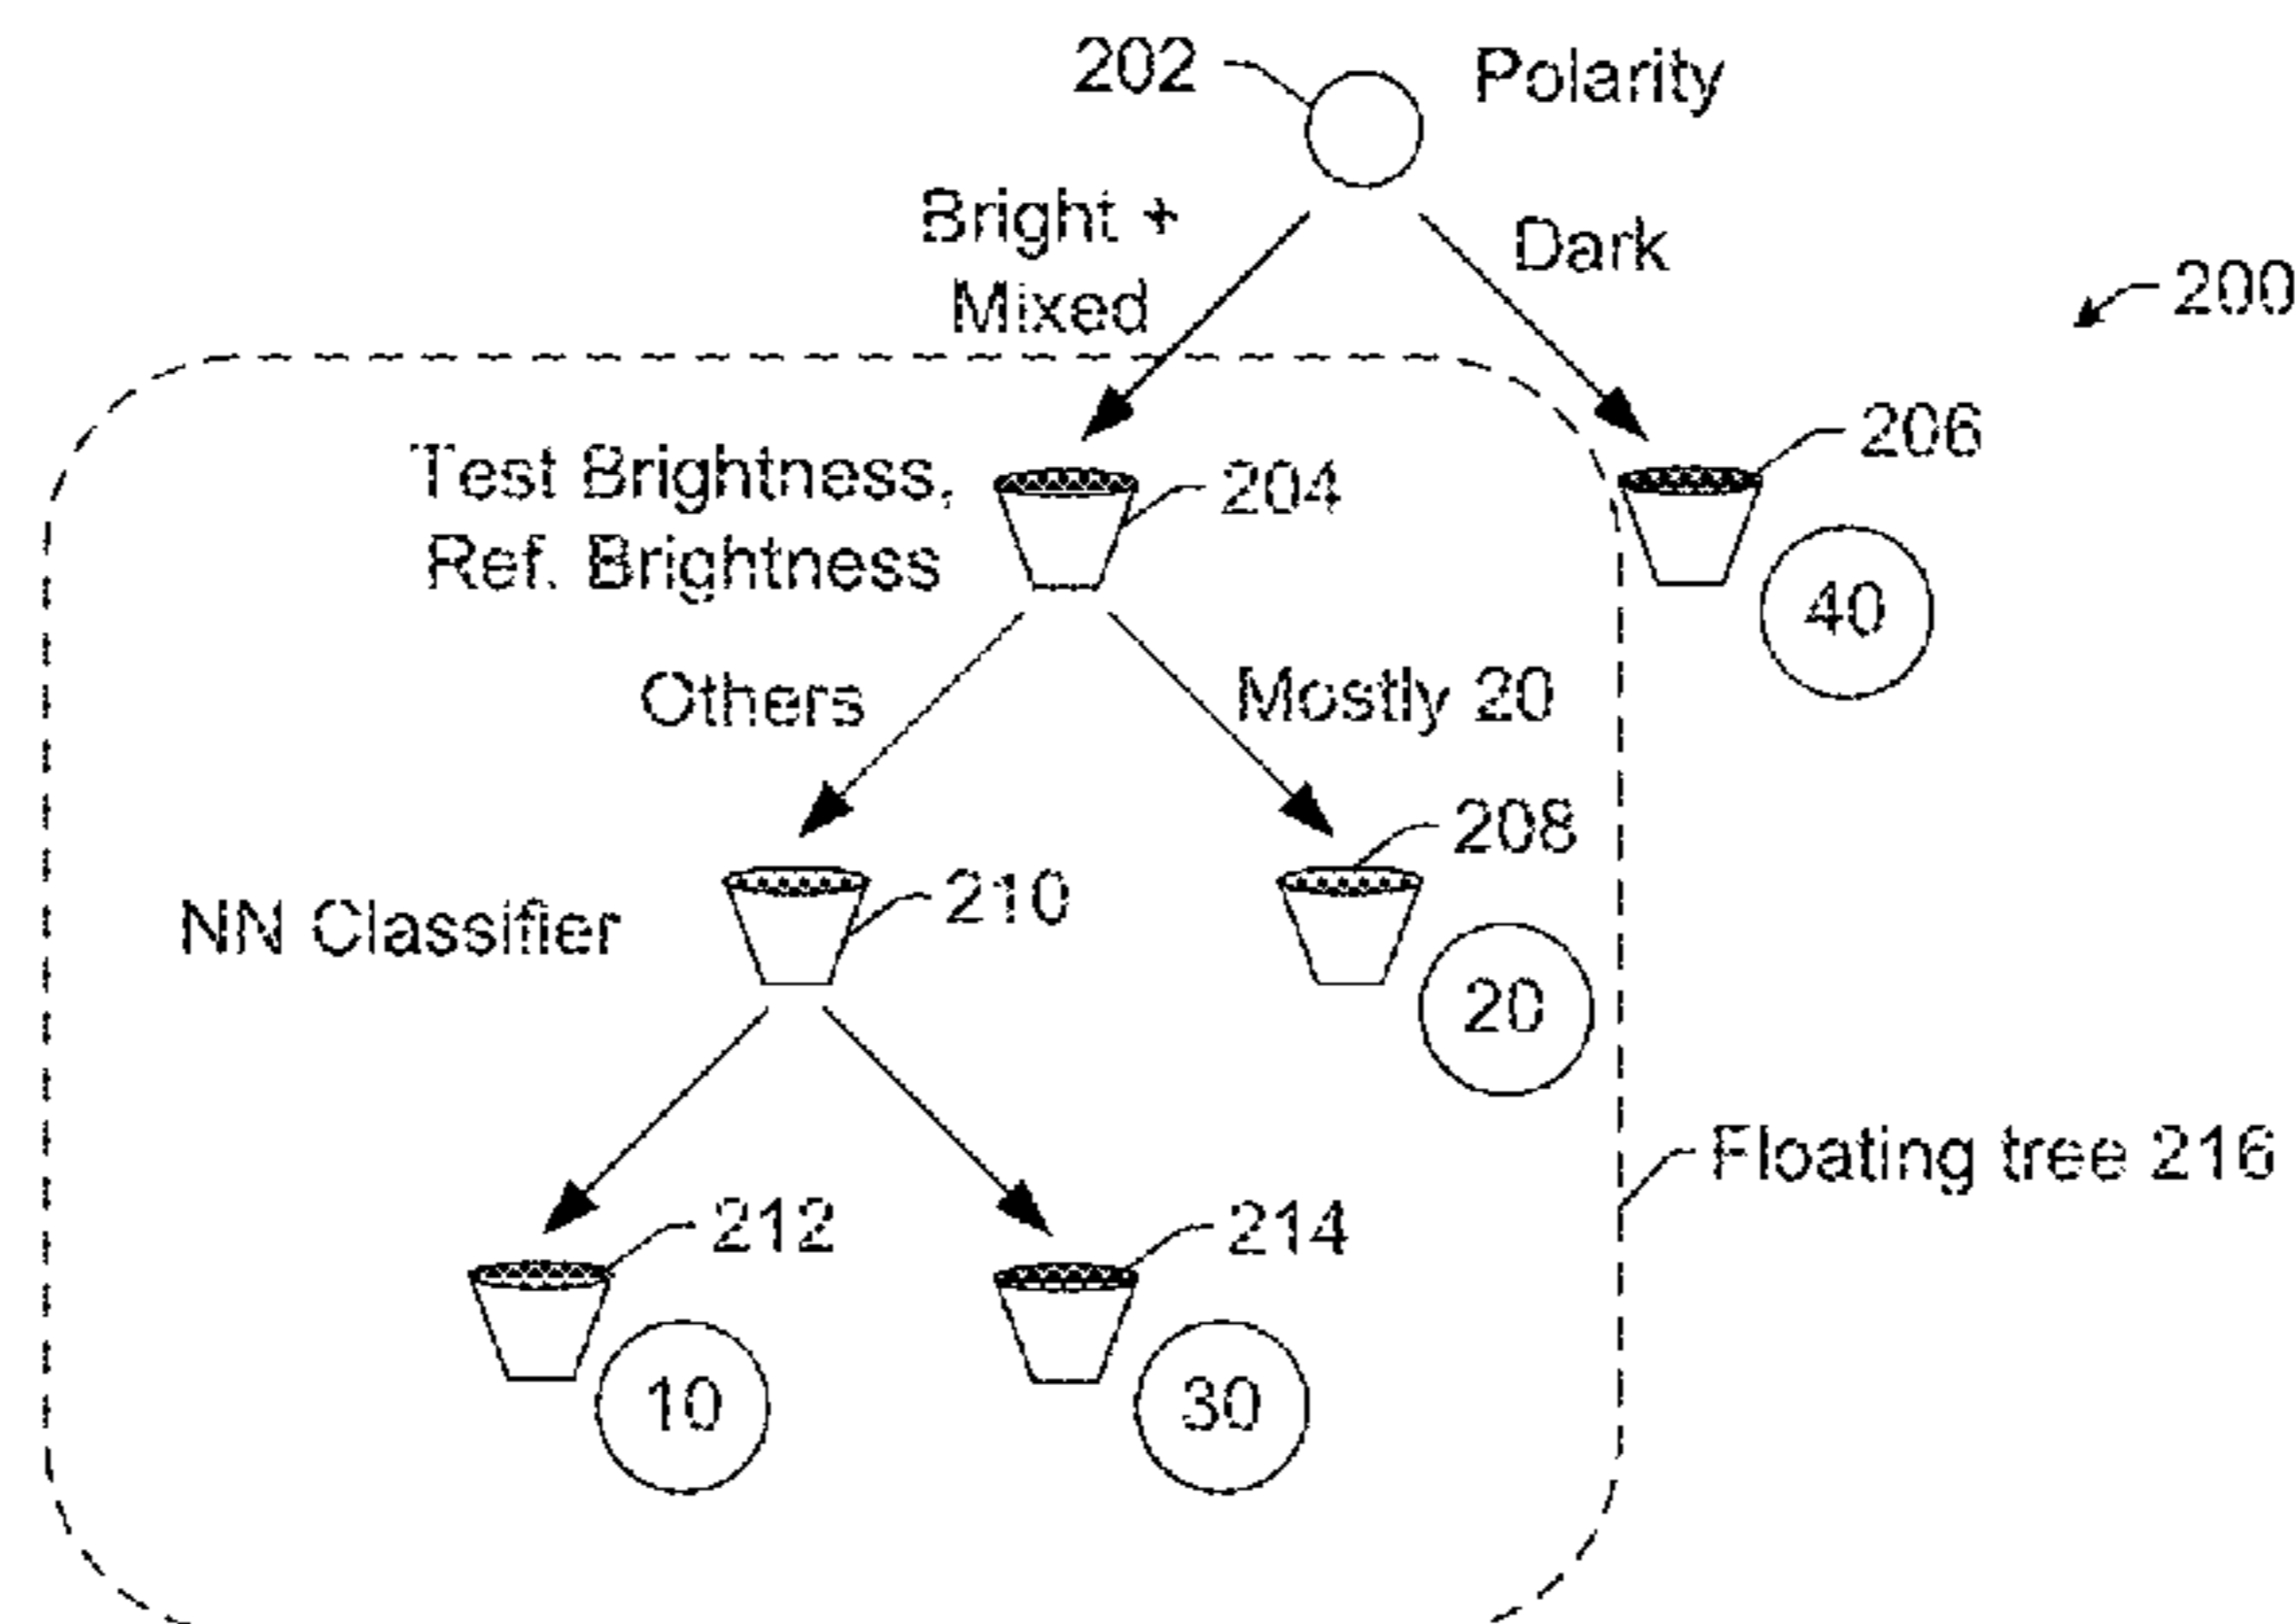 202
Polarity
Bright +
Mixed
Dark
200
Test Brightness,
Ref. Brightness
204
206
40
Others
Mostly 20
NN Classifier
210
208
20
Floating tree 216
212
214
10
30